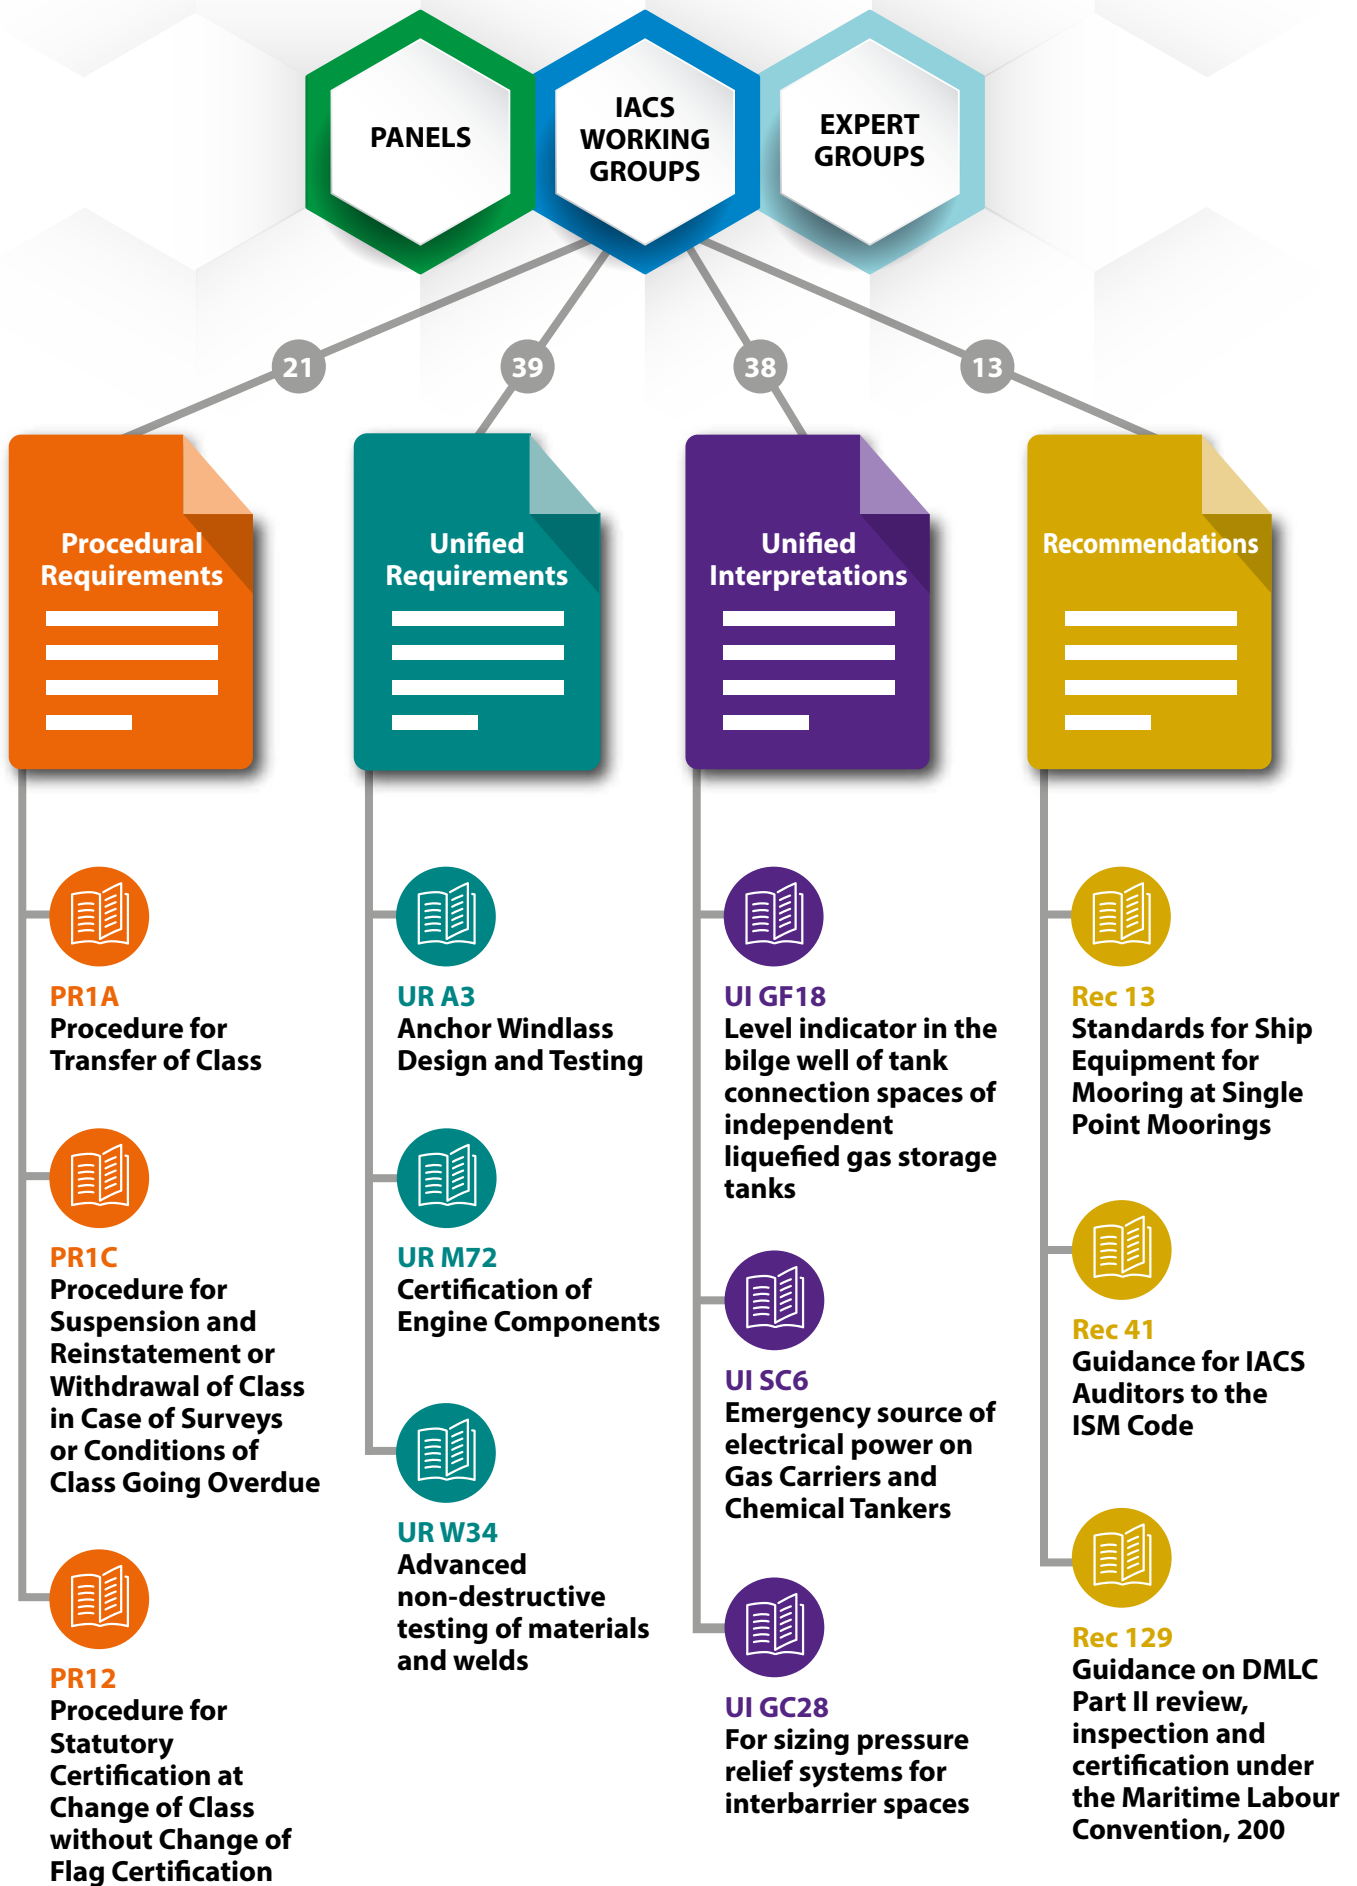 PANELS
IACS
WORKING
GROUPS
EXPERT
GROUPS
21
39
38
13
Procedural
Requirements
Unified
Requirements
Unified
Interpretations
Recommendations
PR1A
Procedure for
Transfer of Class
PR1C
Procedure for
Suspension and
Reinstatement or
Withdrawal of Class
in Case of Surveys
or Conditions of
Class Going Overdue
PR12
Procedure for
Statutory
Certification at
Change of Class
without Change of
Flag Certification
UR A3
Anchor Windlass
Design and Testing
UR M72
Certification of
Engine Components
UR W34
Advanced
non-destructive
testing of materials
and welds
UI GF18
Level indicator in the
bilge well of tank
connection spaces of
independent
liquefied gas storage
tanks
UI SC6
Emergency source of
electrical power on
Gas Carriers and
Chemical Tankers
UI GC28
For sizing pressure
relief systems for
interbarrier spaces
Rec 13
Standards for Ship
Equipment for
Mooring at Single
Point Moorings
Rec 41
Guidance for IACS
Auditors to the
ISM Code
Rec 129
Guidance on DMLC
Part II review,
inspection and
certification under
the Maritime Labour
Convention, 200